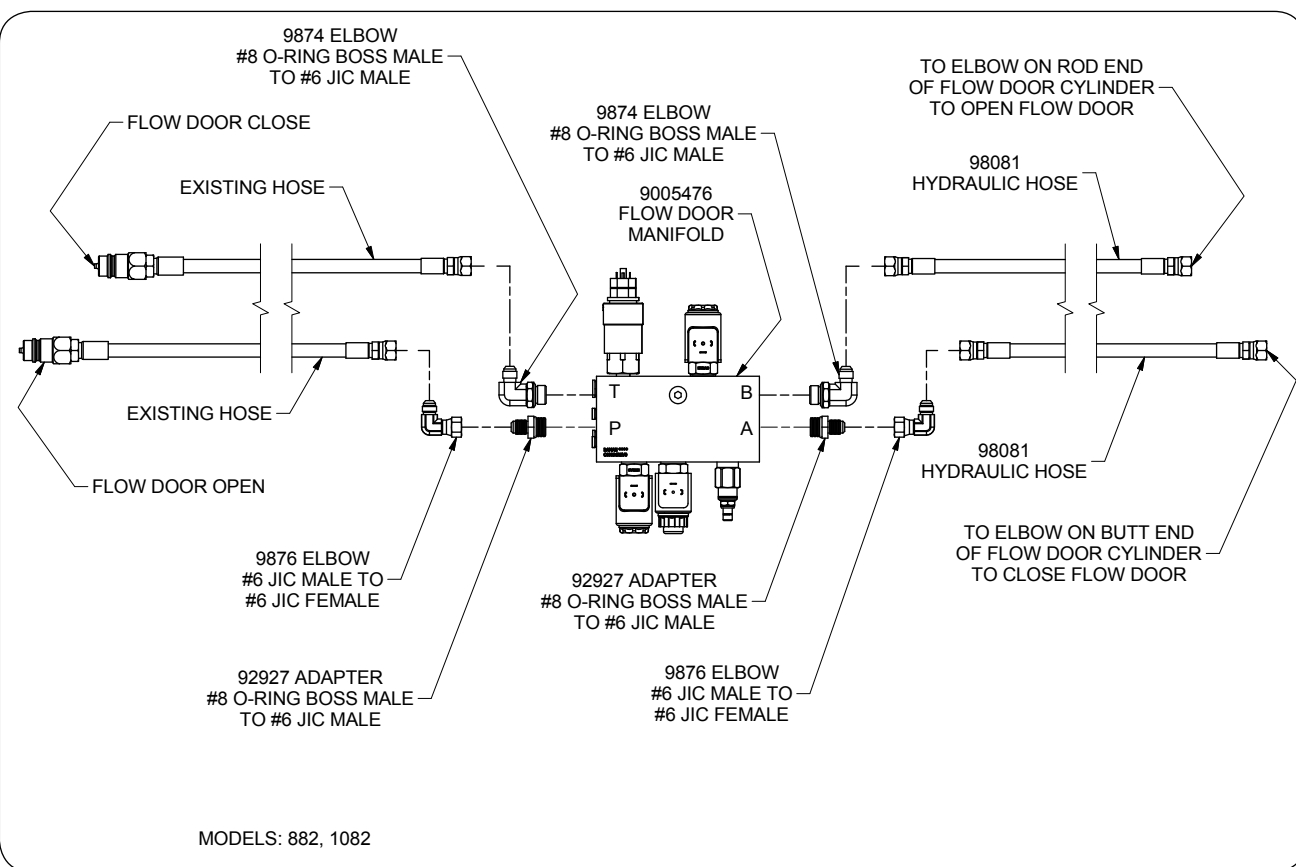 9874 ELBOW
#8 O-RING BOSS MALE
TO #6 JIC MALE
FLOW DOOR CLOSE
EXISTING HOSE
9874 ELBOW
#8 O-RING BOSS MALE
TO #6 JIC MALE
9005476
FLOW DOOR
MANIFOLD
TO ELBOW ON ROD END
OF FLOW DOOR CYLINDER
TO OPEN FLOW DOOR
98081
HYDRAULIC HOSE
T
B
P
A
EXISTING HOSE
FLOW DOOR OPEN
98081
HYDRAULIC HOSE
9876 ELBOW
#6 JIC MALE TO
#6 JIC FEMALE
92927 ADAPTER
#8 O-RING BOSS MALE
TO #6 JIC MALE
TO ELBOW ON BUTT END
OF FLOW DOOR CYLINDER
TO CLOSE FLOW DOOR
92927 ADAPTER
#8 O-RING BOSS MALE
TO #6 JIC MALE
9876 ELBOW
#6 JIC MALE TO
#6 JIC FEMALE
MODELS: 882, 1082